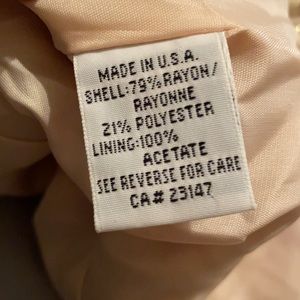 MADE IN U.S.A.
SHELL:79% RAYON/
RAYONNE
21% POLYESTER
LINING:100%
ACETATE
SEE REVERSE FOR CARE
CA# 23147